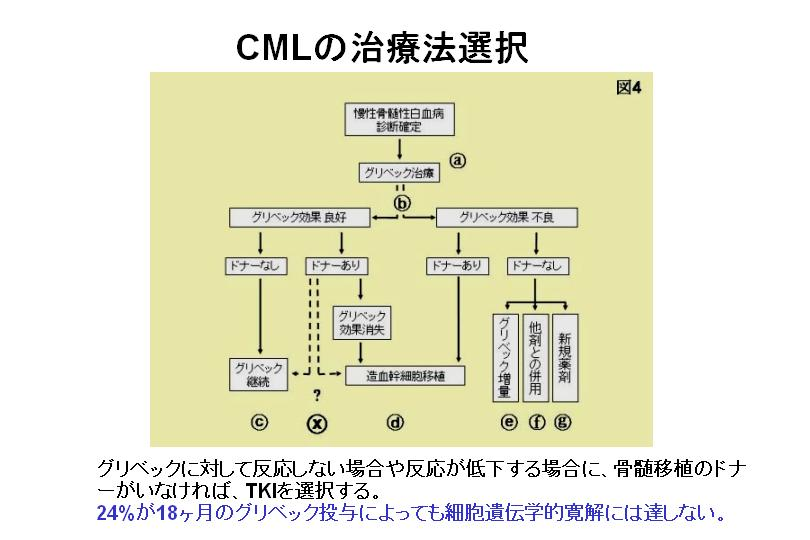 CMLの治療法選択
図4
慢性骨髄性白血病
診断確定
ⓐ
グリベック治療
ⓑ
グリベック効果 良好
グリベック効果 不良
ドナーなし
ドナーあり
ドナーあり
ドナーなし
グリベック
効果消失
グリベック増量
他剤との併用
新規薬剤
グリベック
継続
?
造血幹細胞移植
ⓒ
ⓧ
ⓓ
ⓔ
ⓕ
ⓖ
グリベックに対して反応しない場合や反応が低下する場合に、骨髄移植のドナ
ーがいなければ、TKIを選択する。
24%が18ヶ月のグリベック投与によっても細胞遺伝学的寛解には達しない。